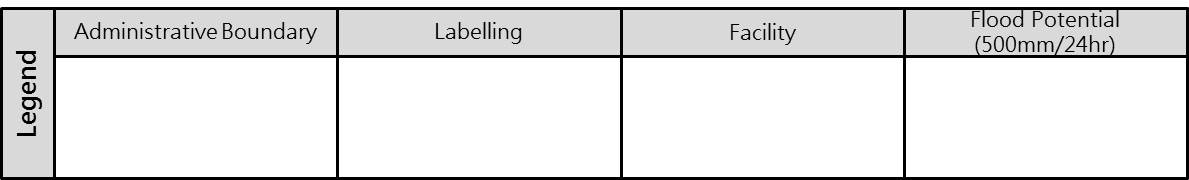 Legend
Administrative Boundary
Labelling
Facility
Flood Potential
(500mm/24hr)